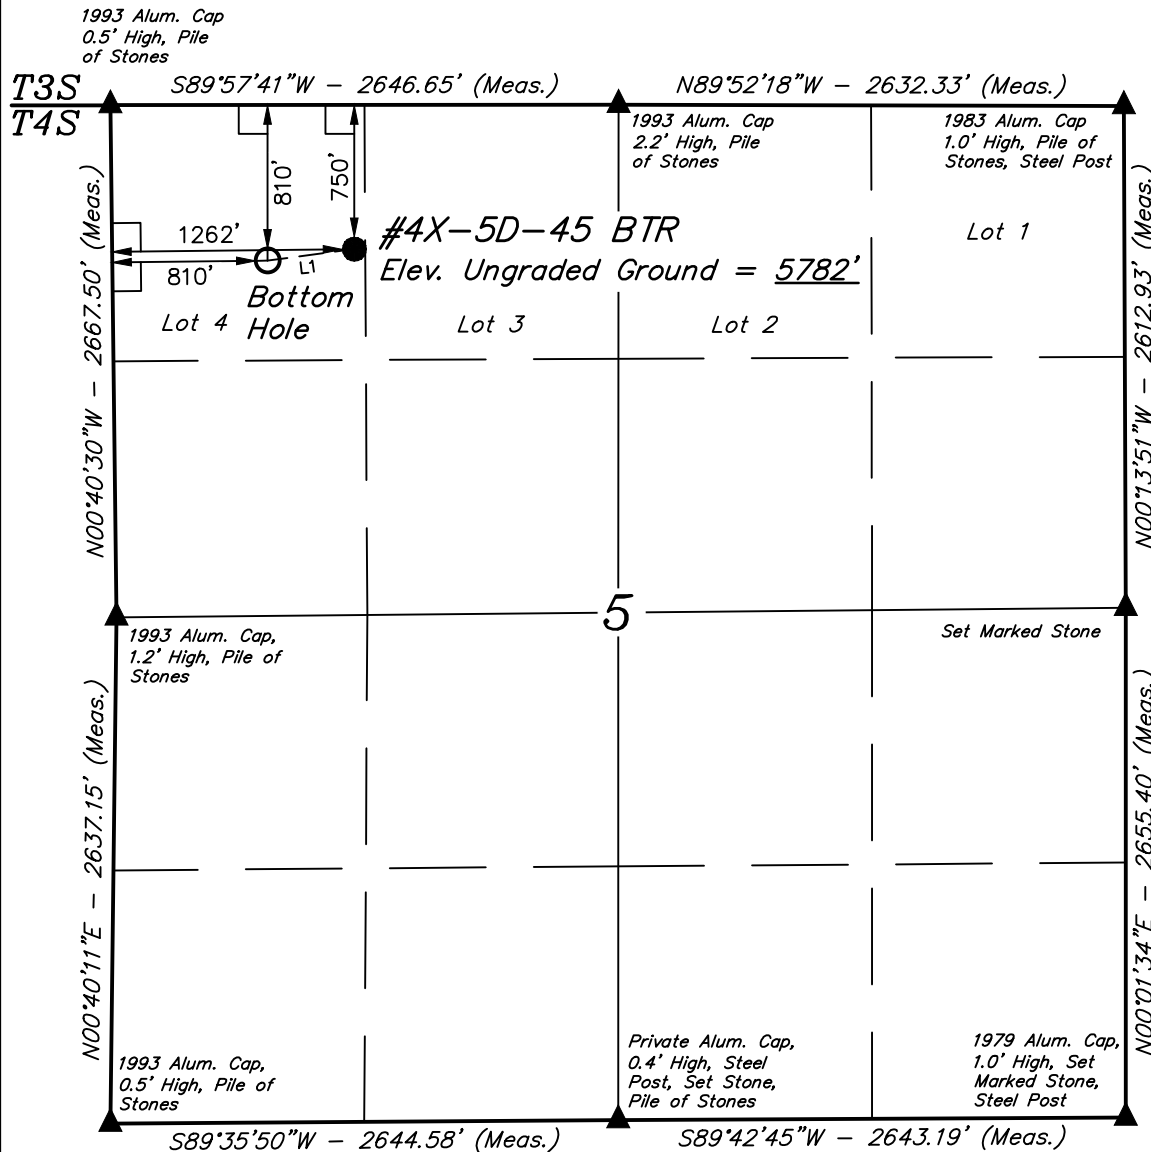 1993 Alum. Cap
0.5' High, Pile
of Stones
T3S
T4S
S89°57'41"W - 2646.65' (Meas.)
N89°52'18"W - 2632.33' (Meas.)
1993 Alum. Cap
2.2' High, Pile
of Stones
1983 Alum. Cap
1.0' High, Pile of
Stones, Steel Post
810'
750'
1262'
810'
L1
#4X-5D-45 BTR
Elev. Ungraded Ground = 5782'
Bottom
Hole
Lot 4
Lot 3
Lot 2
Lot 1
N00°40'30"W - 2667.50' (Meas.)
N00°13'51"W - 2612.93' (Meas.)
5
1993 Alum. Cap,
1.2' High, Pile of
Stones
Set Marked Stone
N00°40'11"E - 2637.15' (Meas.)
N00°01'34"E - 2655.40' (Meas.)
1993 Alum. Cap,
0.5' High, Pile of
Stones
Private Alum. Cap,
0.4' High, Steel
Post, Set Stone,
Pile of Stones
1979 Alum. Cap,
1.0' High, Set
Marked Stone,
Steel Post
S89°35'50"W - 2644.58' (Meas.)
S89°42'45"W - 2643.19' (Meas.)